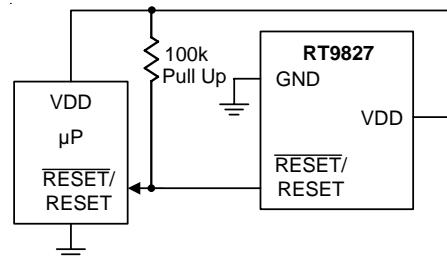 100k
Pull Up
RT9827
GND
VDD
RESET/
RESET
VDD
µP
RESET/
RESET